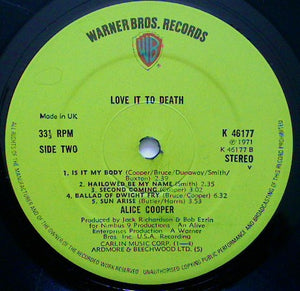 WARNER BROS. RECORDS
WB
LOVE IT TO DEATH
Made in UK
33⅓ RPM
SIDE TWO
K 46177
℗ 1971
K 46177 B
STEREO
1. IS IT MY BODY (Cooper/Bruce/Dunaway/Smith/
Buxton) 2.39
2. HALLOWED BE MY NAME (Smith) 2.35
3. SECOND COMING (Cooper) 3.02
4. BALLAD OF DWIGHT FRY (Bruce/Cooper) 6.32
5. SUN ARISE (Butler/Harris) 3.53
ALICE COOPER
Produced by Jack Richardson & Bob Ezrin
for Nimbus 9 Productions An Alive
Enterprises Production A Warner
Bros. Inc. U.S.A. Recording
CARLIN MUSIC CORP. (1—4)
ARDMORE & BEECHWOOD (5)
ALL RIGHTS OF THE MANUFACTURER AND OF THE OWNER OF THE RECORDED WORK RESERVED
UNAUTHORISED COPYING PUBLIC PERFORMANCE AND BROADCASTING OF THIS RECORD PROHIBITED